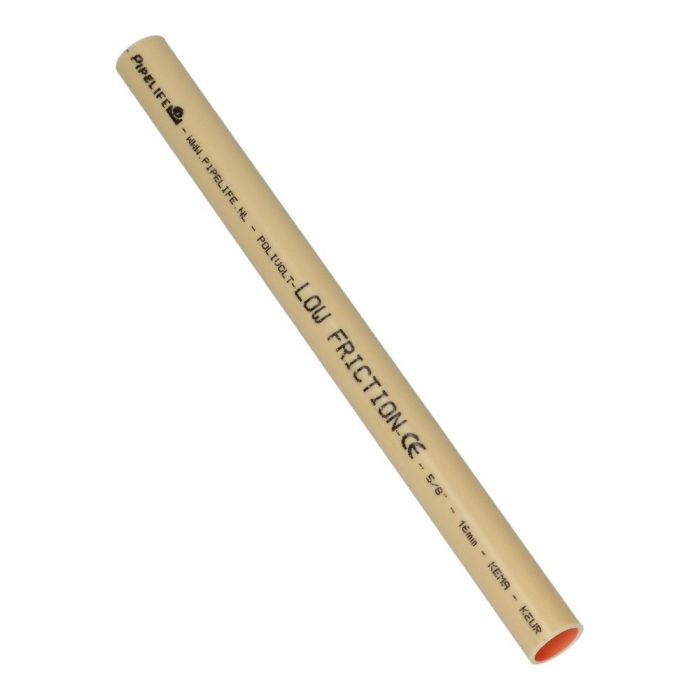 PIPELIFE - WWW.PIPELIFE.NL - POLIVOLT-LOW FRICTION-CE - 5/8" - 16mm - KEMA - KEUR